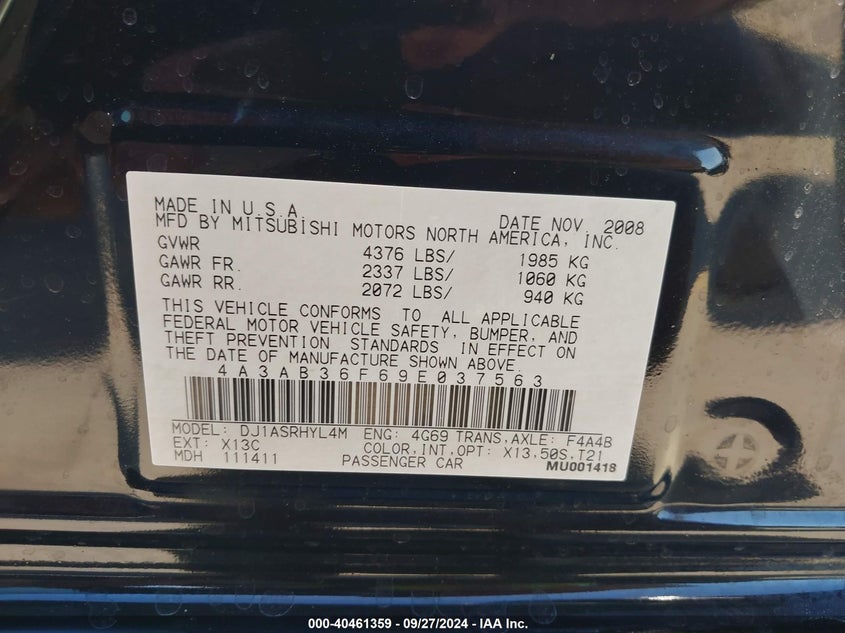 MADE IN U.S.A DATE NOV. 2008
MFD BY MITSUBISHI MOTORS NORTH AMERICA, INC.
GVWR 4376 LBS/ 1985 KG
GAWR FR. 2337 LBS/ 1060 KG
GAWR RR. 2072 LBS/ 940 KG
THIS VEHICLE CONFORMS TO ALL APPLICABLE
FEDERAL MOTOR VEHICLE SAFETY, BUMPER, AND
THEFT PREVENTION STANDARDS IN EFFECT ON
THE DATE OF MANUFACTURE SHOWN ABOVE.
4A3AB36F69E037563
MODEL: DJ1ASRHYL4M ENG: 4G69 TRANS,AXLE: F4A4B
EXT: X13C COLOR,INT,OPT: X13,50S,T21
MDH 111411 PASSENGER CAR MU001418
000-40461359 — 09/27/2024 - IAA Inc.